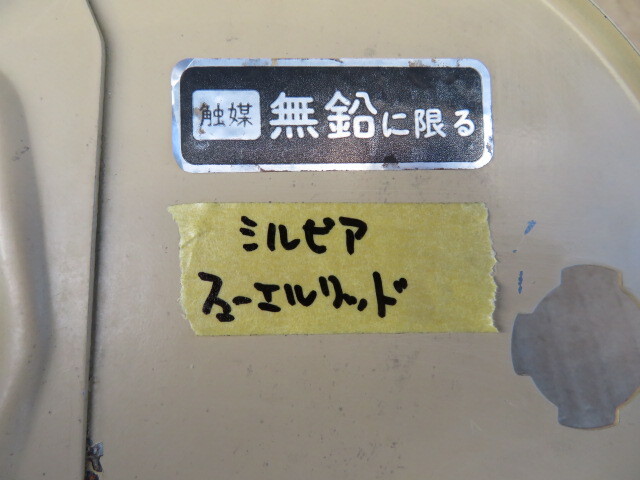 触媒 無鉛に限る
シルビア
フューエルリッド